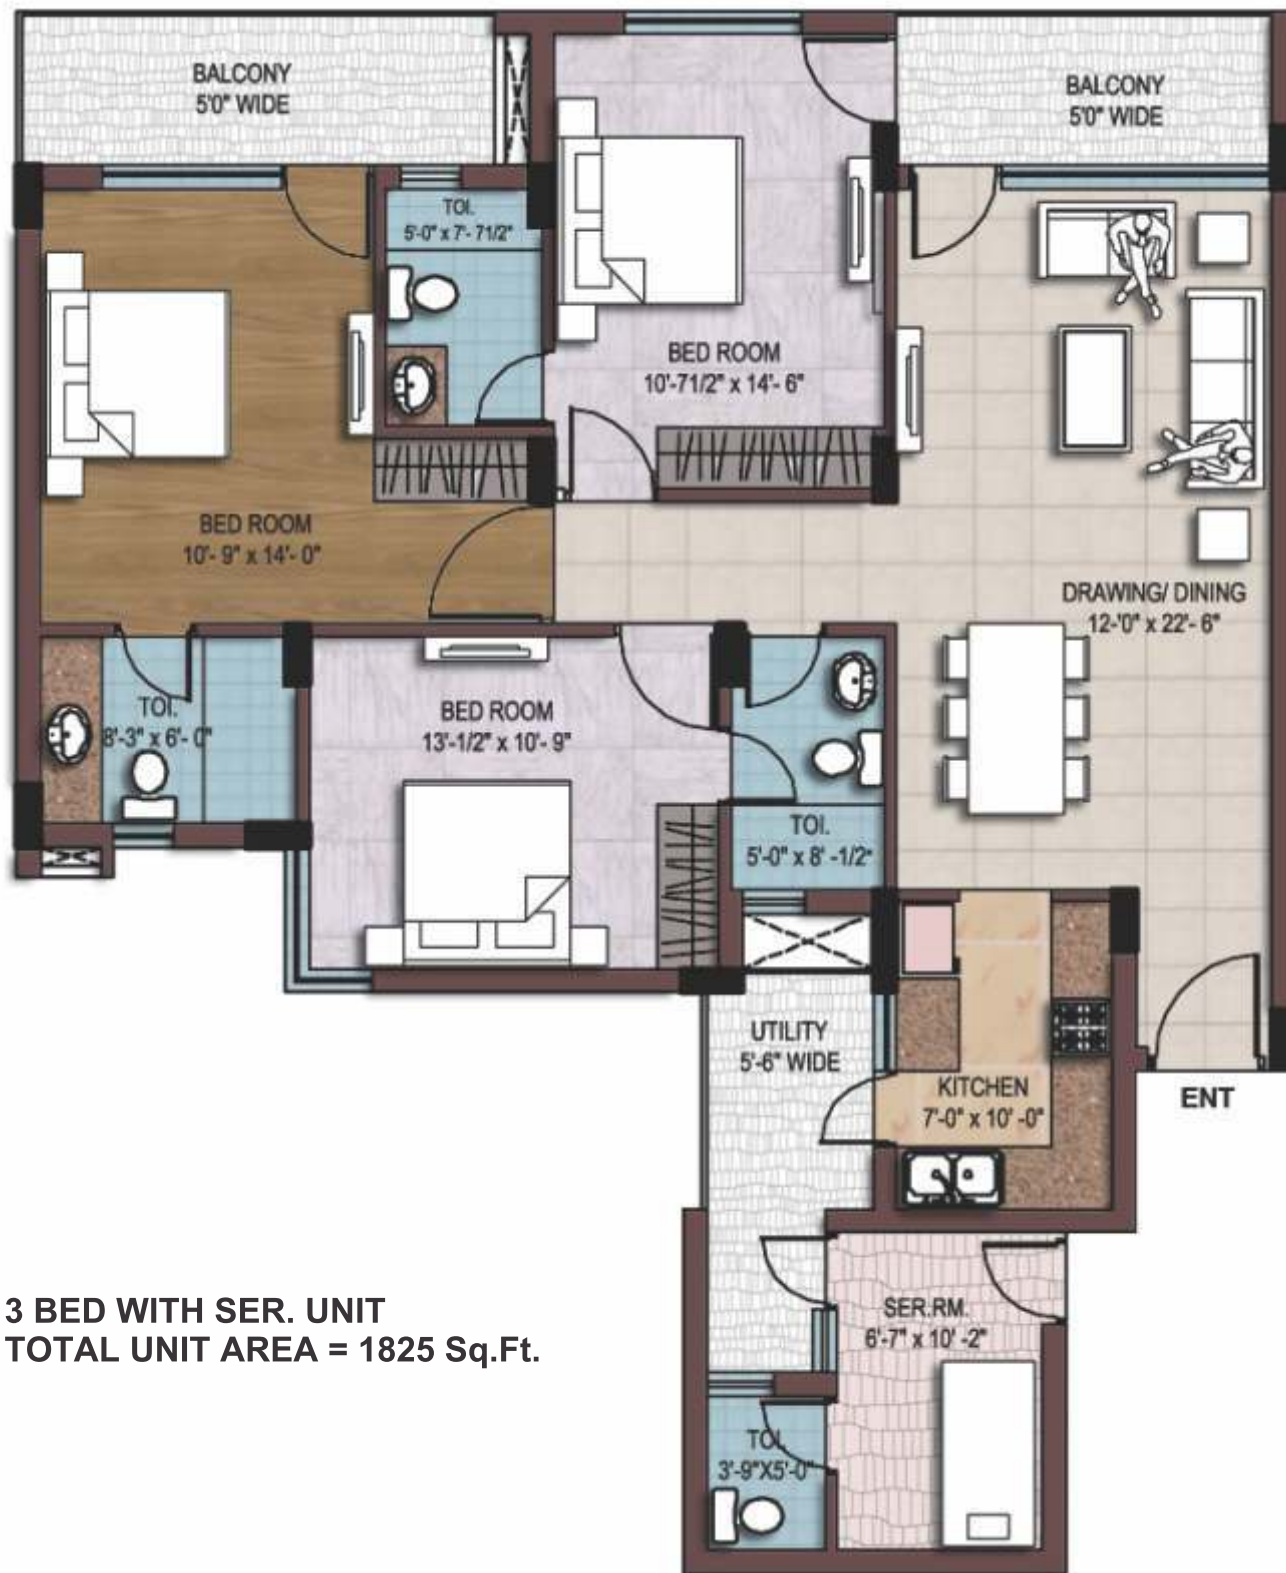 BALCONY
5'0" WIDE
BALCONY
5'0" WIDE
TOI.
5'-0" x 7'- 71/2"
BED ROOM
10'-71/2" x 14'- 6"
BED ROOM
10'- 9" x 14'- 0"
DRAWING/ DINING
12-'0" x 22'- 6"
TOI.
8'-3" x 6'- 0"
BED ROOM
13'-1/2" x 10'- 9"
TOI.
5'-0" x 8' -1/2"
UTILITY
5'-6" WIDE
KITCHEN
7'-0" x 10' -0"
ENT
3 BED WITH SER. UNIT
TOTAL UNIT AREA = 1825 Sq.Ft.
SER.RM.
6'-7" x 10' -2"
TOI.
3'-9"X5'-0"